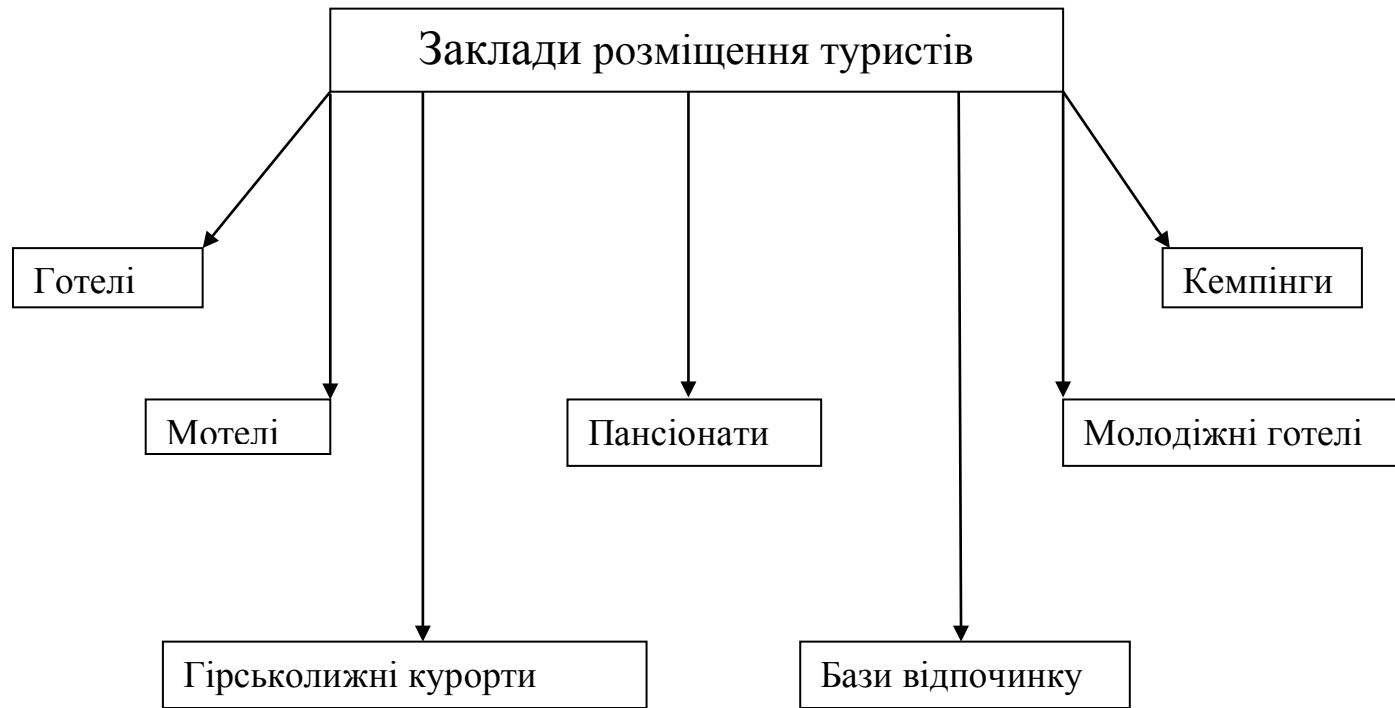 Заклади розміщення туристів
Готелі
Кемпінги
Мотелі
Пансіонати
Молодіжні готелі
Гірськолижні курорти
Бази відпочинку